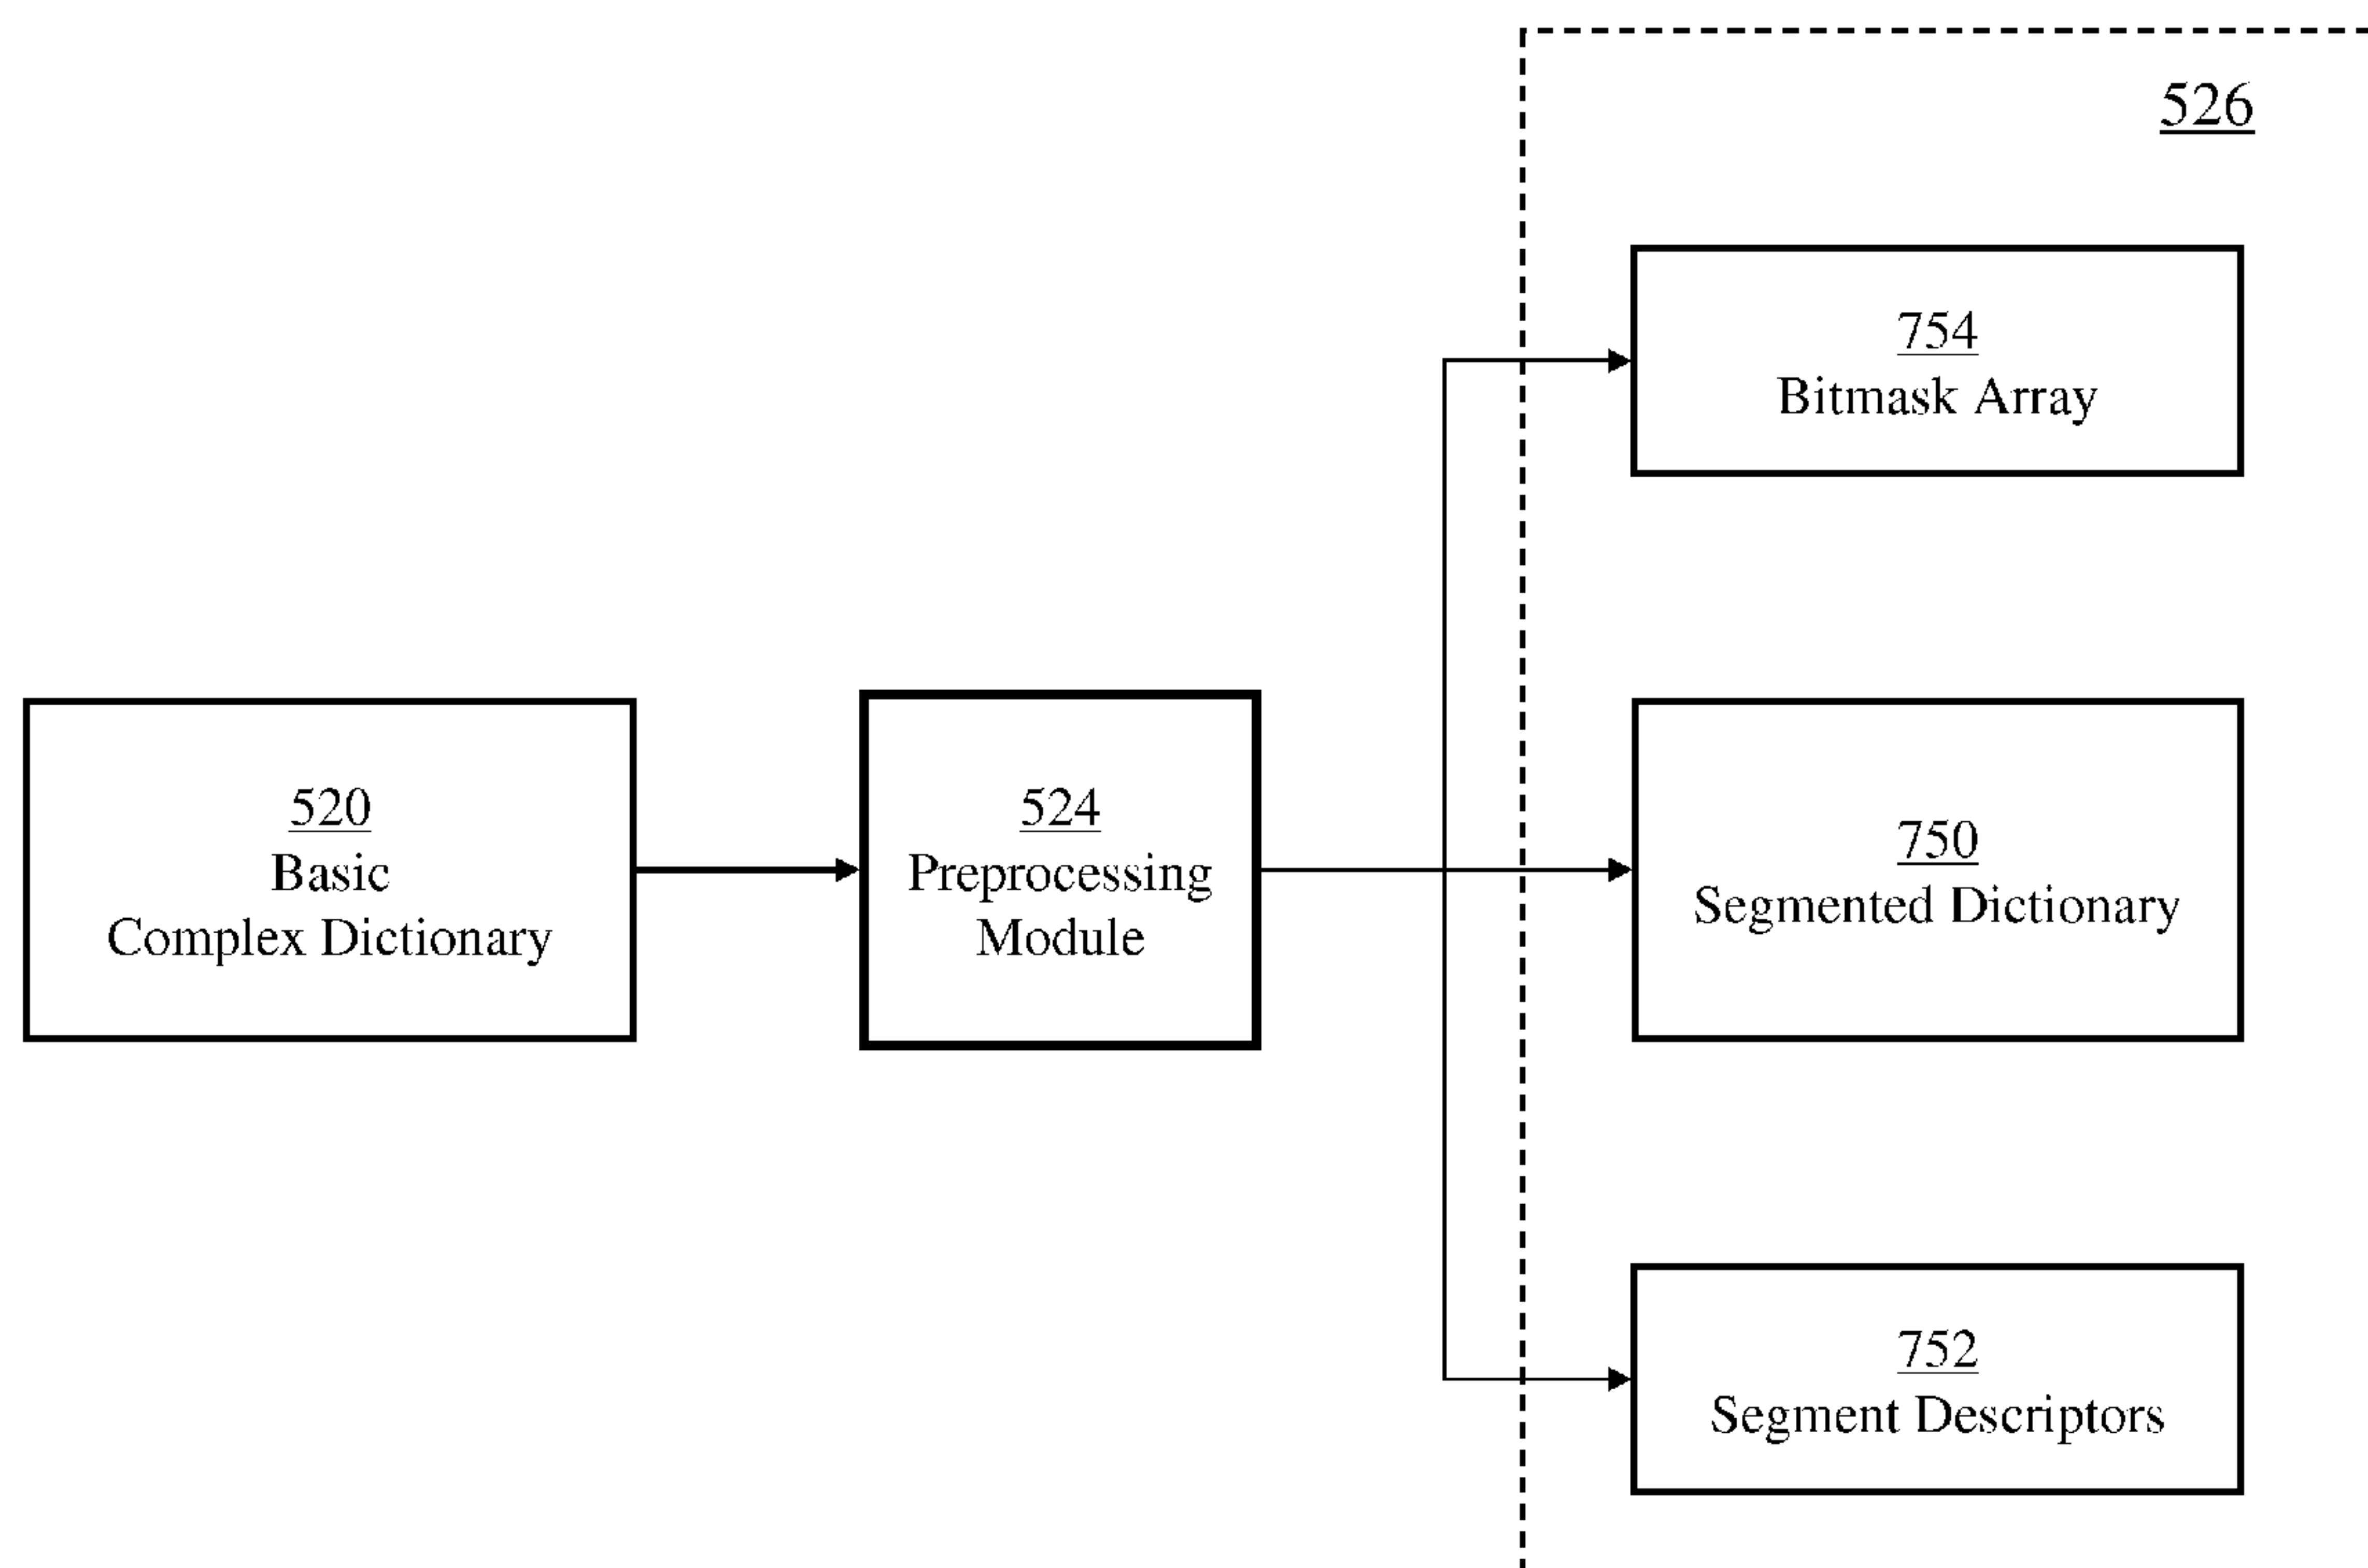 526
754
Bitmask Array
520
Basic
Complex Dictionary
524
Preprocessing
Module
750
Segmented Dictionary
752
Segment Descriptors